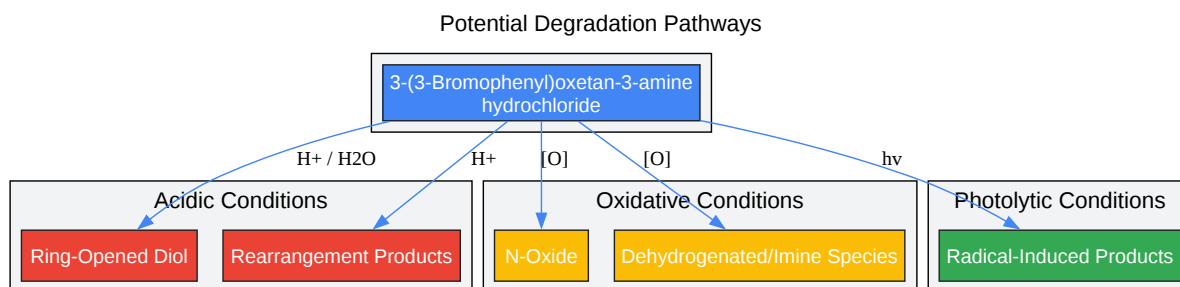 Potential Degradation Pathways
3-(3-Bromophenyl)oxetan-3-amine
hydrochloride
H+ / H2O
H+
[O]
[O]
hv
Acidic Conditions
Oxidative Conditions
Photolytic Conditions
Ring-Opened Diol
Rearrangement Products
N-Oxide
Dehydrogenated/Imine Species
Radical-Induced Products